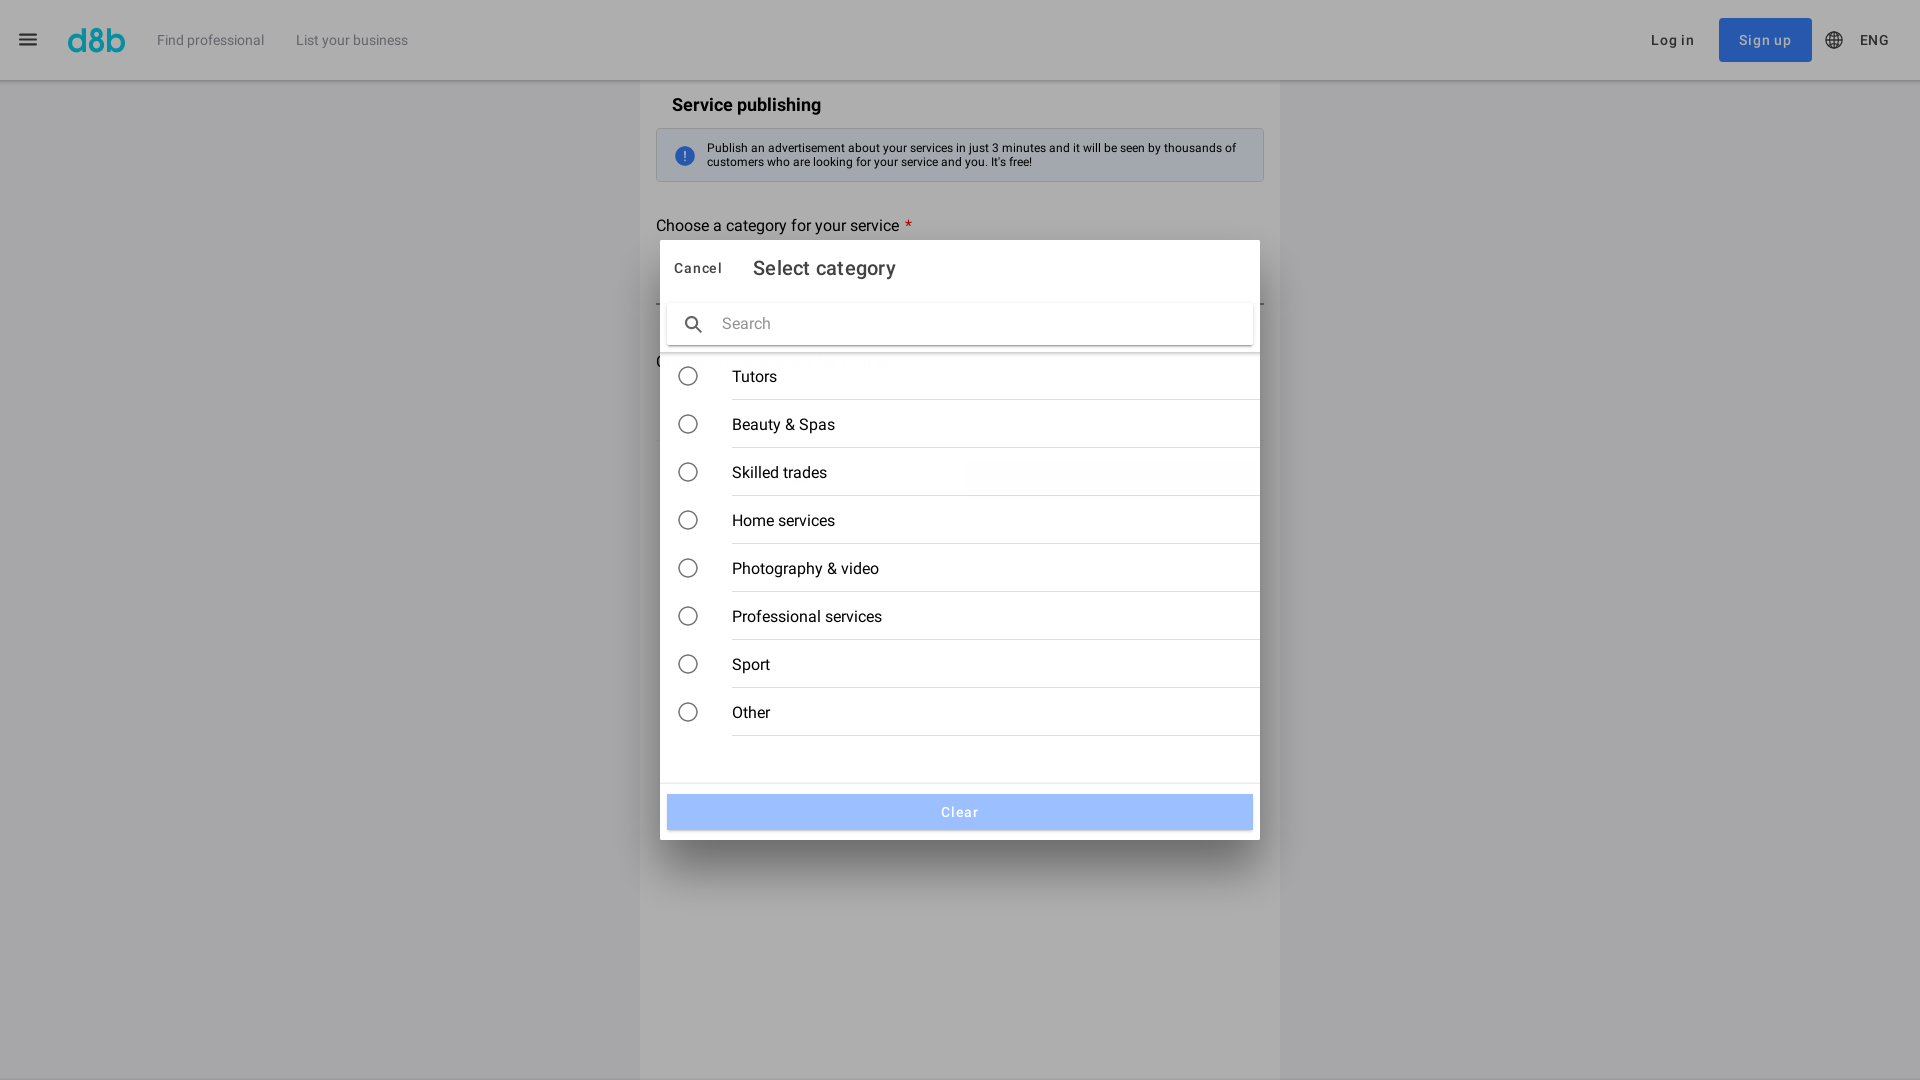 d8b
Find professional
List your business
Log in
Sign up
ENG
Service publishing
Publish an advertisement about your services in just 3 minutes and it will be seen by thousands of
customers who are looking for your service and you. It's free!
Choose a category for your service *
Cancel
Select category
Search
Tutors
Beauty & Spas
Skilled trades
Home services
Photography & video
Professional services
Sport
Other
Clear